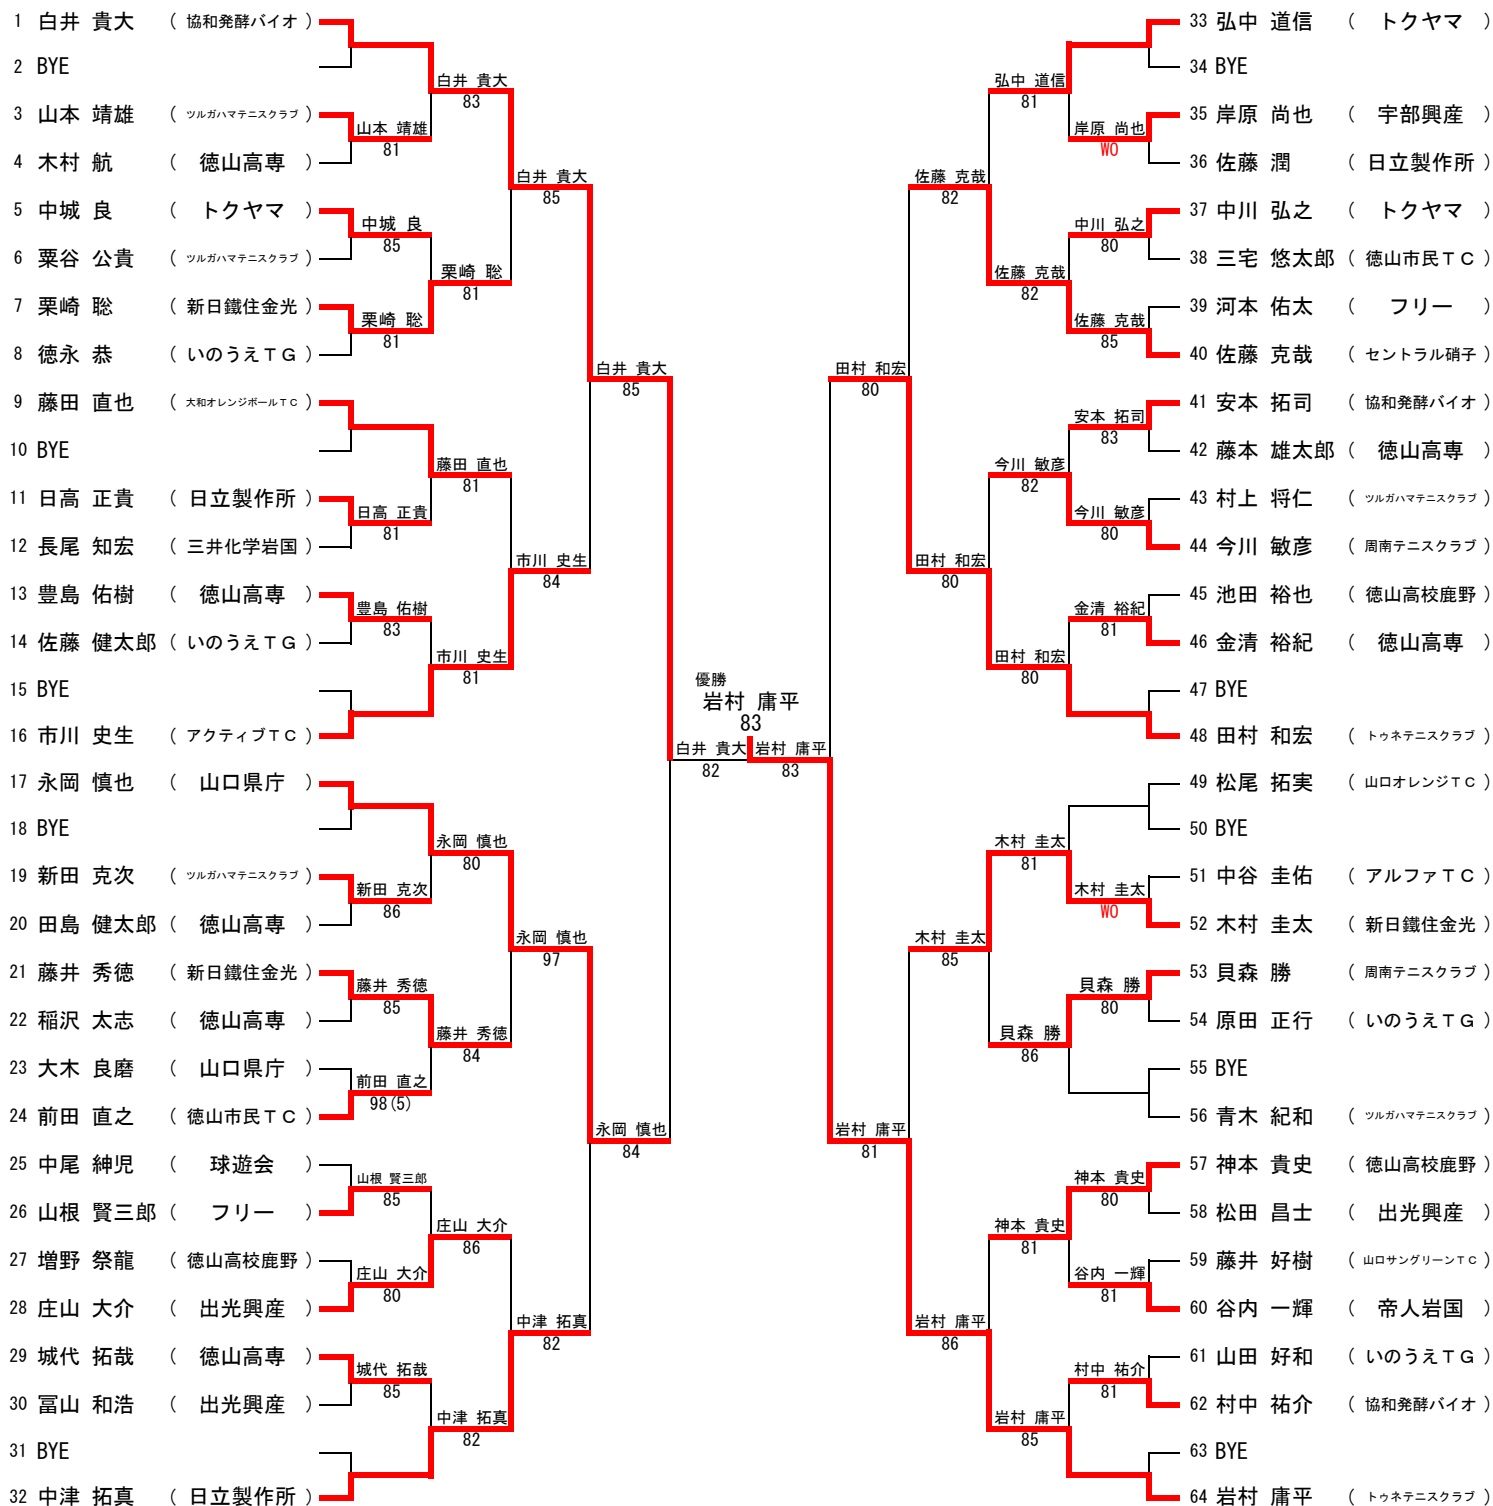 1 白井 貴大 （ 協和発酵バイオ ）
2 BYE
白井 貴大
83
3 山本 靖雄 （ ツルガハマテニスクラブ ）
山本 靖雄
81
4 木村 航 （ 徳山高専 ）
白井 貴大
85
5 中城 良 （ トクヤマ ）
中城 良
85
6 粟谷 公貴 （ ツルガハマテニスクラブ ）
栗崎 聡
81
7 栗崎 聡 （ 新日鐵住金光 ）
栗崎 聡
81
8 徳永 恭 （ いのうえＴＧ ）
白井 貴大
85
9 藤田 直也 （ 大和オレンジボールＴＣ ）
10 BYE
藤田 直也
81
11 日高 正貴 （ 日立製作所 ）
日高 正貴
81
12 長尾 知宏 （ 三井化学岩国 ）
市川 史生
84
13 豊島 佑樹 （ 徳山高専 ）
豊島 佑樹
83
14 佐藤 健太郎 （ いのうえＴＧ ）
市川 史生
81
15 BYE
16 市川 史生 （ アクティブＴＣ ）
白井 貴大
82
17 永岡 慎也 （ 山口県庁 ）
18 BYE
永岡 慎也
80
19 新田 克次 （ ツルガハマテニスクラブ ）
新田 克次
86
20 田島 健太郎 （ 徳山高専 ）
永岡 慎也
97
21 藤井 秀徳 （ 新日鐵住金光 ）
藤井 秀徳
85
22 稲沢 太志 （ 徳山高専 ）
藤井 秀徳
84
23 大木 良磨 （ 山口県庁 ）
前田 直之
98(5)
24 前田 直之 （ 徳山市民ＴＣ ）
永岡 慎也
84
25 中尾 紳児 （ 球遊会 ）
山根 賢三郎
85
26 山根 賢三郎 （ フリー ）
庄山 大介
86
27 増野 祭龍 （ 徳山高校鹿野 ）
庄山 大介
80
28 庄山 大介 （ 出光興産 ）
中津 拓真
82
29 城代 拓哉 （ 徳山高専 ）
城代 拓哉
85
30 冨山 和浩 （ 出光興産 ）
中津 拓真
82
31 BYE
32 中津 拓真 （ 日立製作所 ）
優勝
岩村 庸平
83
33 弘中 道信 （ トクヤマ ）
34 BYE
弘中 道信
81
35 岸原 尚也 （ 宇部興産 ）
岸原 尚也
WO
36 佐藤 潤 （ 日立製作所 ）
佐藤 克哉
82
37 中川 弘之 （ トクヤマ ）
中川 弘之
80
38 三宅 悠太郎 （ 徳山市民ＴＣ ）
佐藤 克哉
82
39 河本 佑太 （ フリー ）
佐藤 克哉
85
40 佐藤 克哉 （ セントラル硝子 ）
田村 和宏
80
41 安本 拓司 （ 協和発酵バイオ ）
安本 拓司
83
42 藤本 雄太郎 （ 徳山高専 ）
今川 敏彦
82
43 村上 将仁 （ ツルガハマテニスクラブ ）
今川 敏彦
80
44 今川 敏彦 （ 周南テニスクラブ ）
田村 和宏
80
45 池田 裕也 （ 徳山高校鹿野 ）
金清 裕紀
81
46 金清 裕紀 （ 徳山高専 ）
田村 和宏
80
47 BYE
48 田村 和宏 （ トゥネテニスクラブ ）
岩村 庸平
83
49 松尾 拓実 （ 山口オレンジＴＣ ）
50 BYE
木村 圭太
81
51 中谷 圭佑 （ アルファＴＣ ）
木村 圭太
WO
52 木村 圭太 （ 新日鐵住金光 ）
木村 圭太
85
53 貝森 勝 （ 周南テニスクラブ ）
貝森 勝
80
54 原田 正行 （ いのうえＴＧ ）
貝森 勝
86
55 BYE
56 青木 紀和 （ ツルガハマテニスクラブ ）
岩村 庸平
81
57 神本 貴史 （ 徳山高校鹿野 ）
神本 貴史
80
58 松田 昌士 （ 出光興産 ）
神本 貴史
81
59 藤井 好樹 （ 山口サングリーンＴＣ ）
谷内 一輝
81
60 谷内 一輝 （ 帝人岩国 ）
岩村 庸平
86
61 山田 好和 （ いのうえＴＧ ）
村中 祐介
81
62 村中 祐介 （ 協和発酵バイオ ）
岩村 庸平
85
63 BYE
64 岩村 庸平 （ トゥネテニスクラブ ）